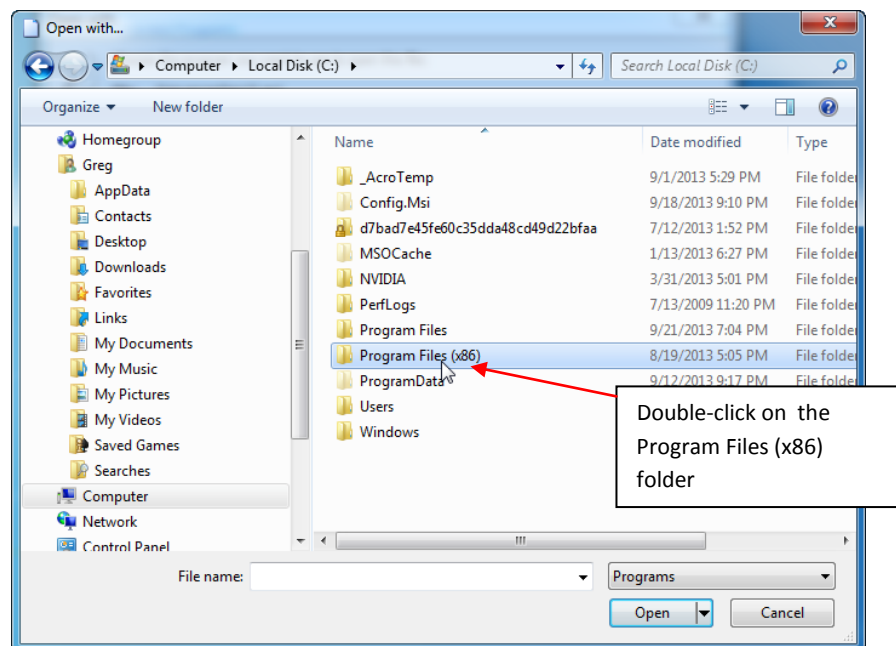 Open with...
Computer Local Disk (C:)
Search Local Disk (C:)
Organize New folder
Name Date modified Type
Homegroup
Greg
AppData
Contacts
Desktop
Downloads
Favorites
Links
My Documents
My Music
My Pictures
My Videos
Saved Games
Searches
Computer
Network
Control Panel
_AcroTemp 9/1/2013 5:29 PM File folder
Config.Msi 9/18/2013 9:10 PM File folder
d7bad7e45fe60c35dda48cd49d22bfaa 7/12/2013 1:52 PM File folder
MSOCache 1/13/2013 6:27 PM File folder
NVIDIA 3/31/2013 5:01 PM File folder
PerfLogs 7/13/2009 11:20 PM File folder
Program Files 9/21/2013 7:04 PM File folder
Program Files (x86) 8/19/2013 5:05 PM File folder
ProgramData 9/12/2013 9:17 PM File folder
Users
Windows
Double-click on the
Program Files (x86)
folder
File name: Programs
Open Cancel